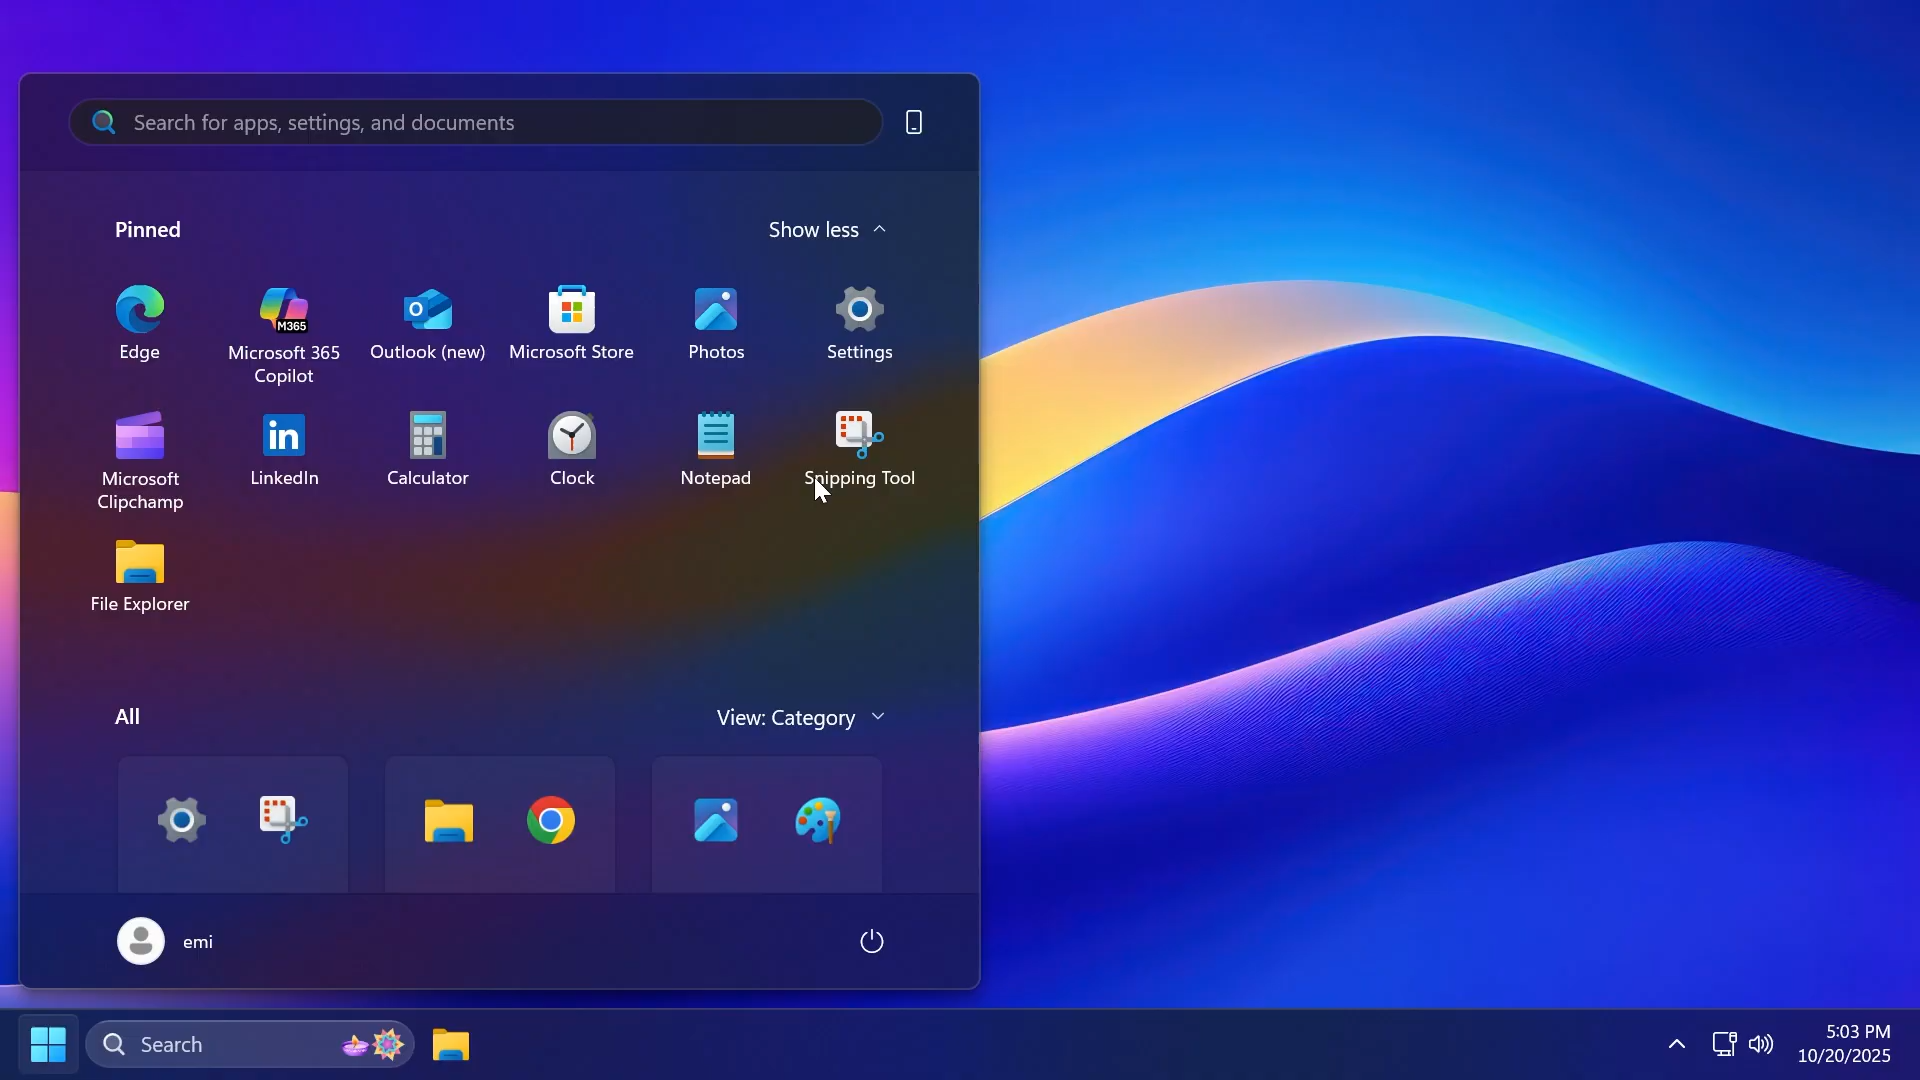 Search for apps, settings, and documents
Pinned
Show less
Edge
M365
Microsoft 365
Copilot
O
Outlook (new)
Microsoft Store
Photos
Settings
Microsoft
Clipchamp
in
LinkedIn
Calculator
Clock
Notepad
Snipping Tool
File Explorer
All
View: Category
emi
Search
5:03 PM
10/20/2025